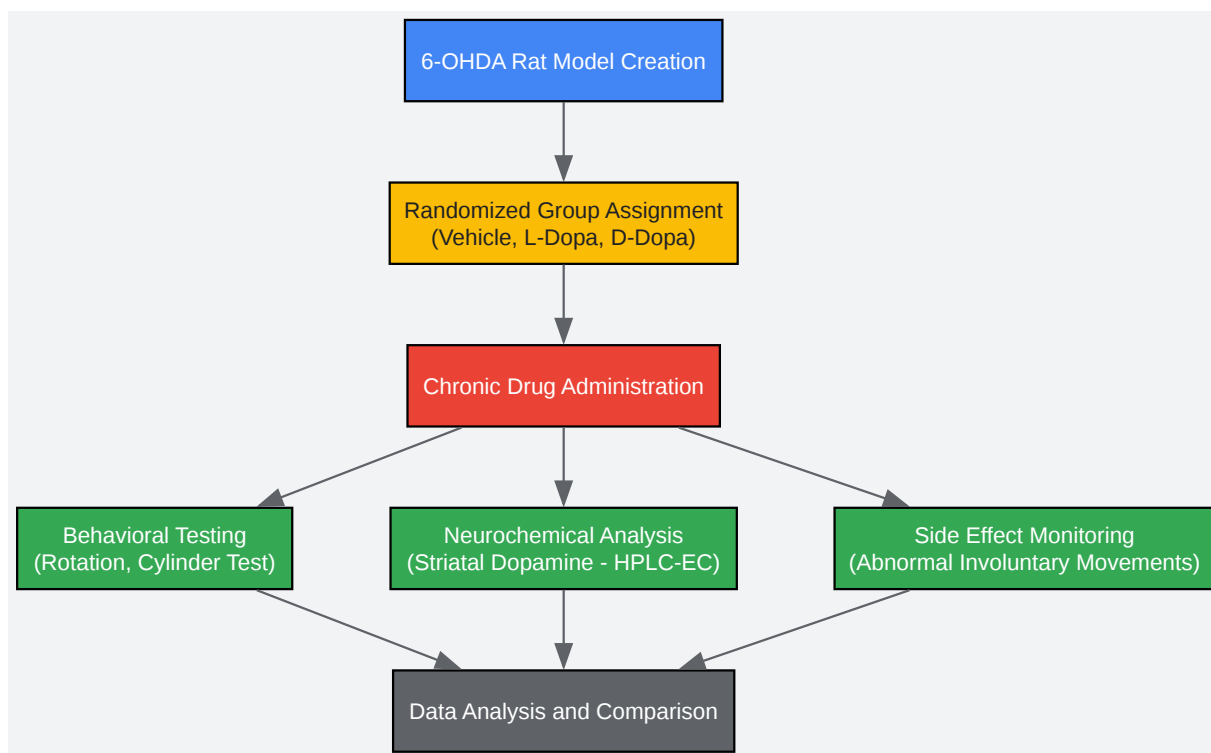 6-OHDA Rat Model Creation
Randomized Group Assignment
(Vehicle, L-Dopa, D-Dopa)
Chronic Drug Administration
Behavioral Testing
(Rotation, Cylinder Test)
Neurochemical Analysis
(Striatal Dopamine - HPLC-EC)
Side Effect Monitoring
(Abnormal Involuntary Movements)
Data Analysis and Comparison